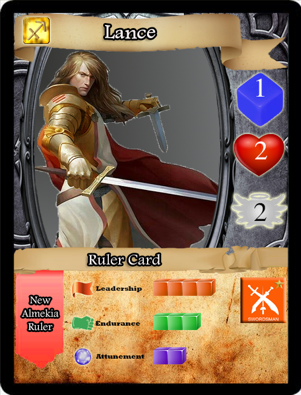 Lance
1
2
2
Ruler Card
New
Almekia
Ruler
Leadership
Endurance
Attunement
SWORDSMAN